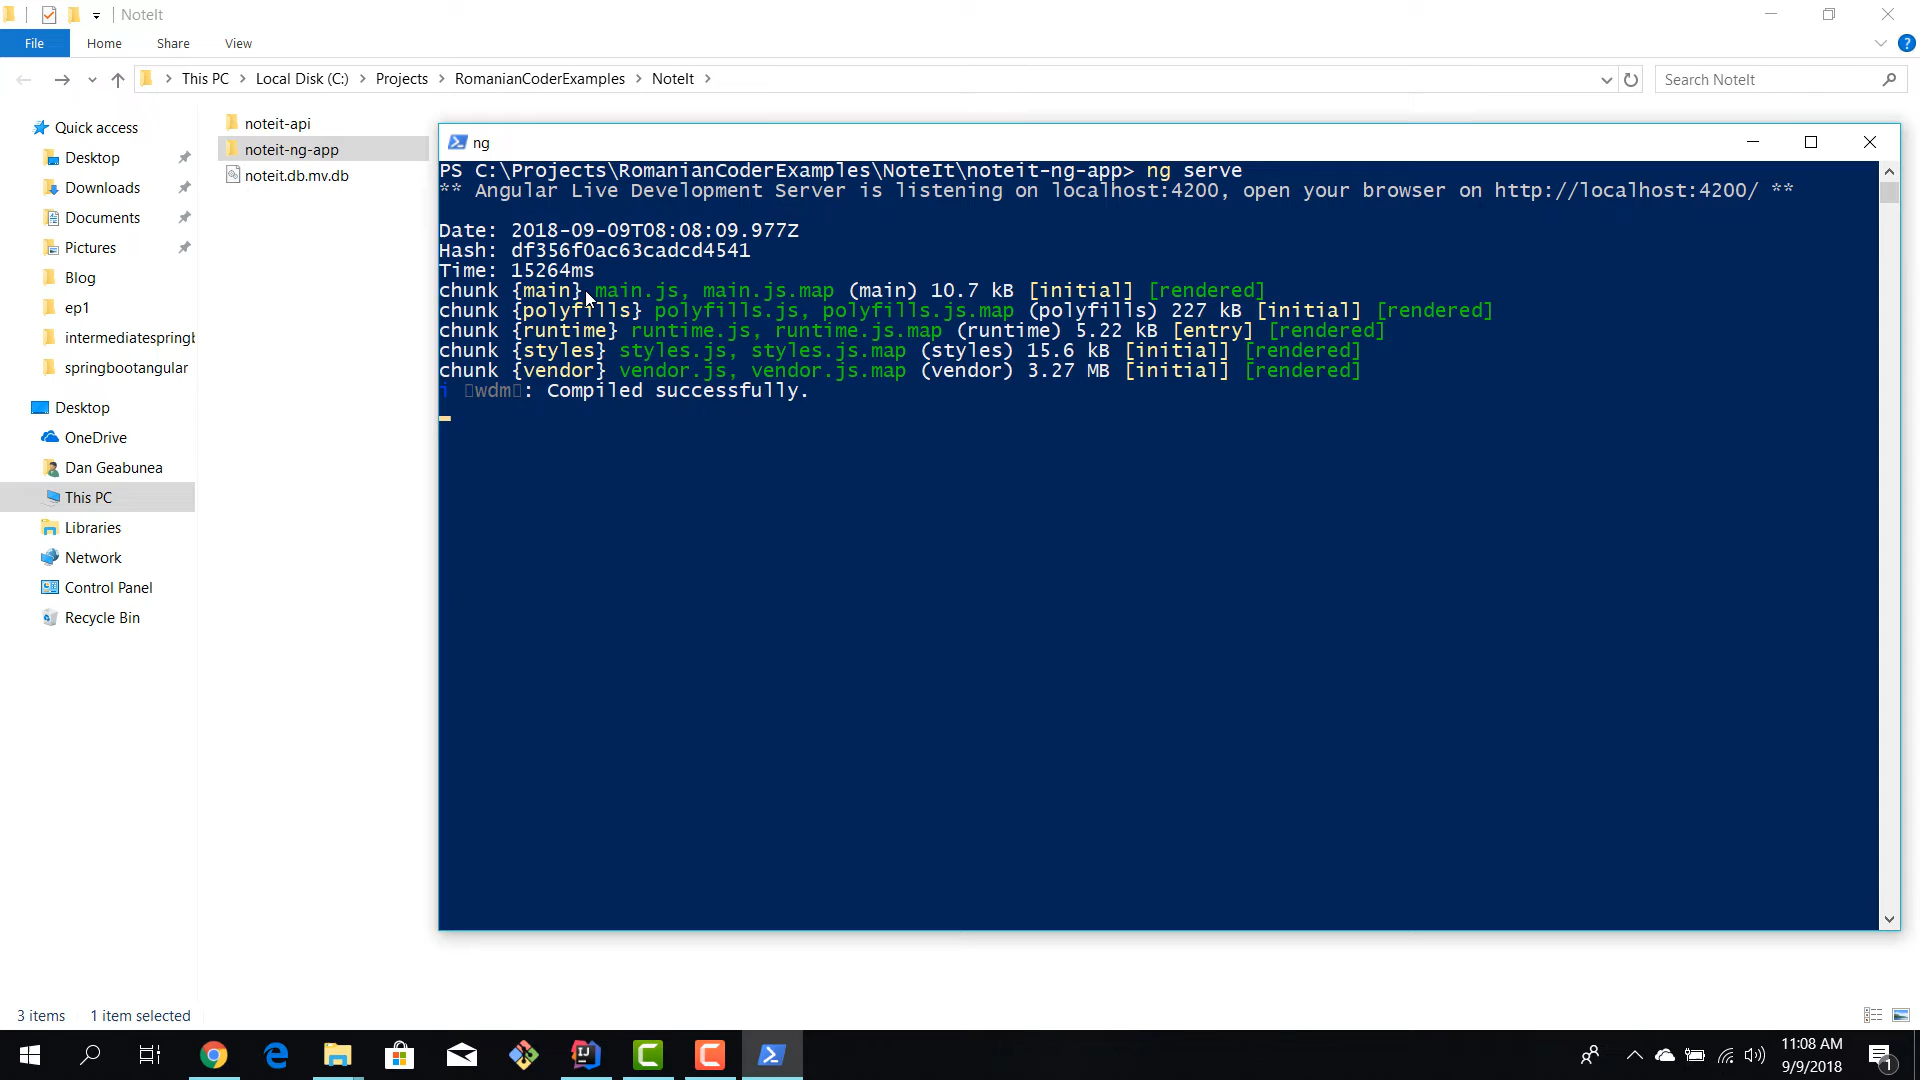 NoteIt
File Home Share View
This PC Local Disk (C:) Projects RomanianCoderExamples NoteIt
Search NoteIt
Quick access
Desktop
Downloads
Documents
Pictures
Blog
ep1
intermediatespringb
springbootangular
Desktop
OneDrive
Dan Geabunea
This PC
Libraries
Network
Control Panel
Recycle Bin
noteit-api
noteit-ng-app
noteit.db.mv.db
ng
PS C:\Projects\RomanianCoderExamples\NoteIt\noteit-ng-app> ng serve
** Angular Live Development Server is listening on localhost:4200, open your browser on http://localhost:4200/ **
Date: 2018-09-09T08:08:09.977Z
Hash: df356f0ac63cadcd4541
Time: 15264ms
chunk {main} main.js, main.js.map (main) 10.7 kB [initial] [rendered]
chunk {polyfills} polyfills.js, polyfills.js.map (polyfills) 227 kB [initial] [rendered]
chunk {runtime} runtime.js, runtime.js.map (runtime) 5.22 kB [entry] [rendered]
chunk {styles} styles.js, styles.js.map (styles) 15.6 kB [initial] [rendered]
chunk {vendor} vendor.js, vendor.js.map (vendor) 3.27 MB [initial] [rendered]
i ▯wdm▯: Compiled successfully.
3 items 1 item selected
11:08 AM
9/9/2018
1